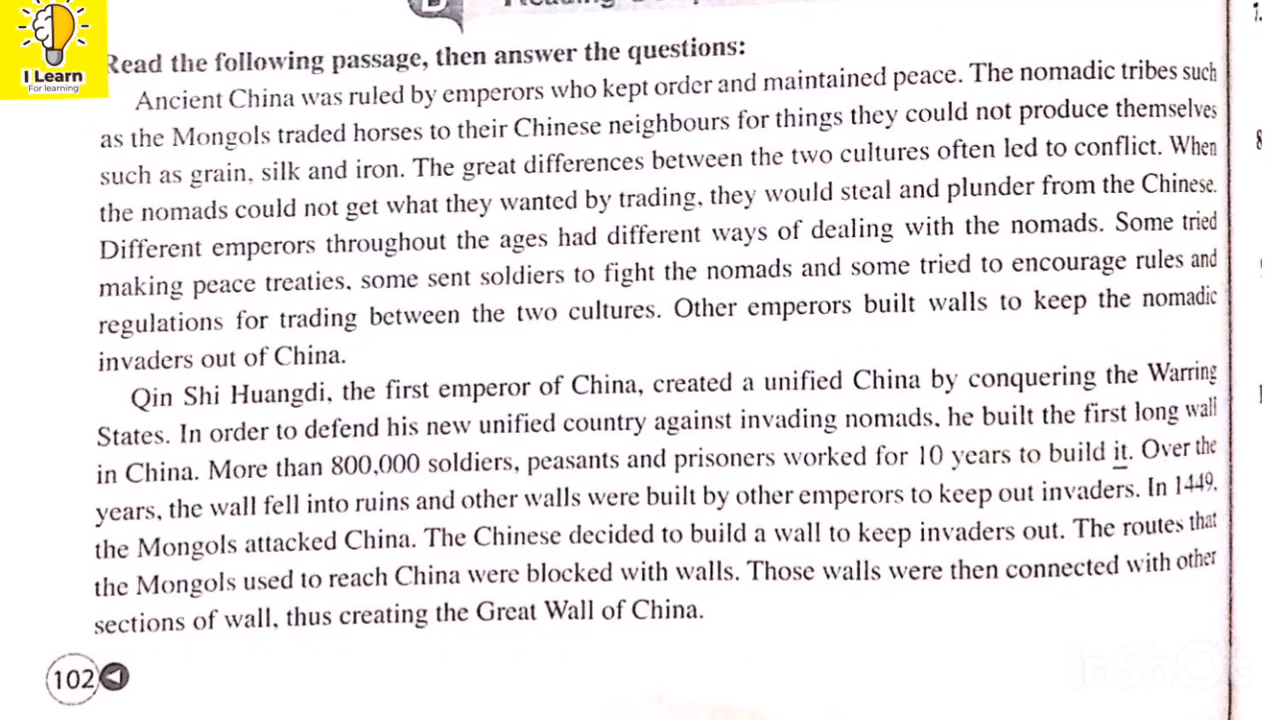 I Learn
For learning
Read the following passage, then answer the questions:
Ancient China was ruled by emperors who kept order and maintained peace. The nomadic tribes such
as the Mongols traded horses to their Chinese neighbours for things they could not produce themselves
such as grain, silk and iron. The great differences between the two cultures often led to conflict. When
the nomads could not get what they wanted by trading, they would steal and plunder from the Chinese.
Different emperors throughout the ages had different ways of dealing with the nomads. Some tried
making peace treaties, some sent soldiers to fight the nomads and some tried to encourage rules and
regulations for trading between the two cultures. Other emperors built walls to keep the nomadic
invaders out of China.
Qin Shi Huangdi, the first emperor of China, created a unified China by conquering the Warring
States. In order to defend his new unified country against invading nomads, he built the first long wall
in China. More than 800,000 soldiers, peasants and prisoners worked for 10 years to build it. Over the
years, the wall fell into ruins and other walls were built by other emperors to keep out invaders. In 1449,
the Mongols attacked China. The Chinese decided to build a wall to keep invaders out. The routes that
the Mongols used to reach China were blocked with walls. Those walls were then connected with other
sections of wall, thus creating the Great Wall of China.
102
InShOt